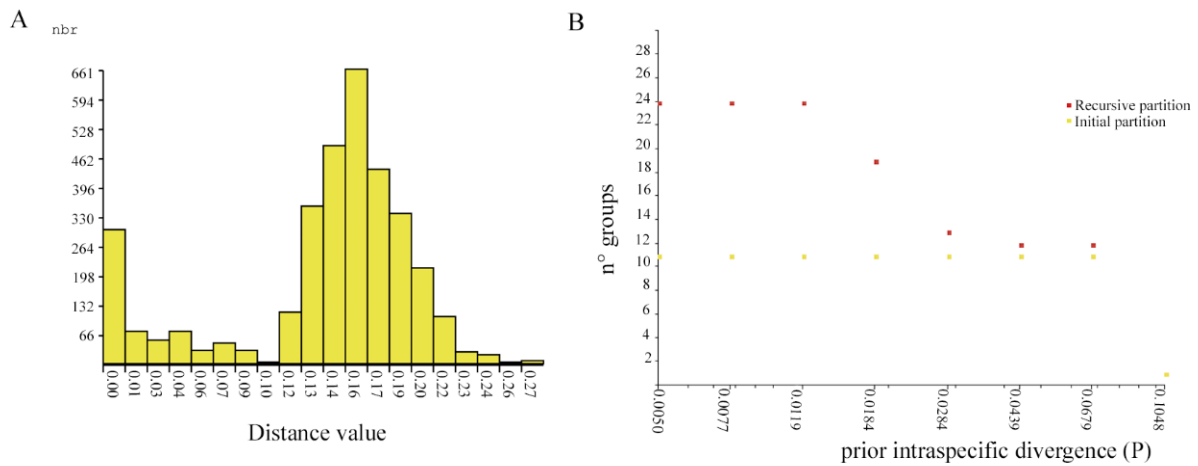 A
nbr
661
594
528
462
396
330
264
198
132
66
0.00 0.01 0.03 0.04 0.06 0.07 0.09 0.10 0.12 0.13 0.14 0.16 0.17 0.19 0.20 0.22 0.23 0.24 0.26 0.27
Distance value
B
n° groups
28
26
24
22
20
18
16
14
12
10
8
6
4
2
Recursive partition
Initial partition
0.0050 0.0077 0.0119 0.0184 0.0284 0.0439 0.0679 0.1048
prior intraspecific divergence (P)